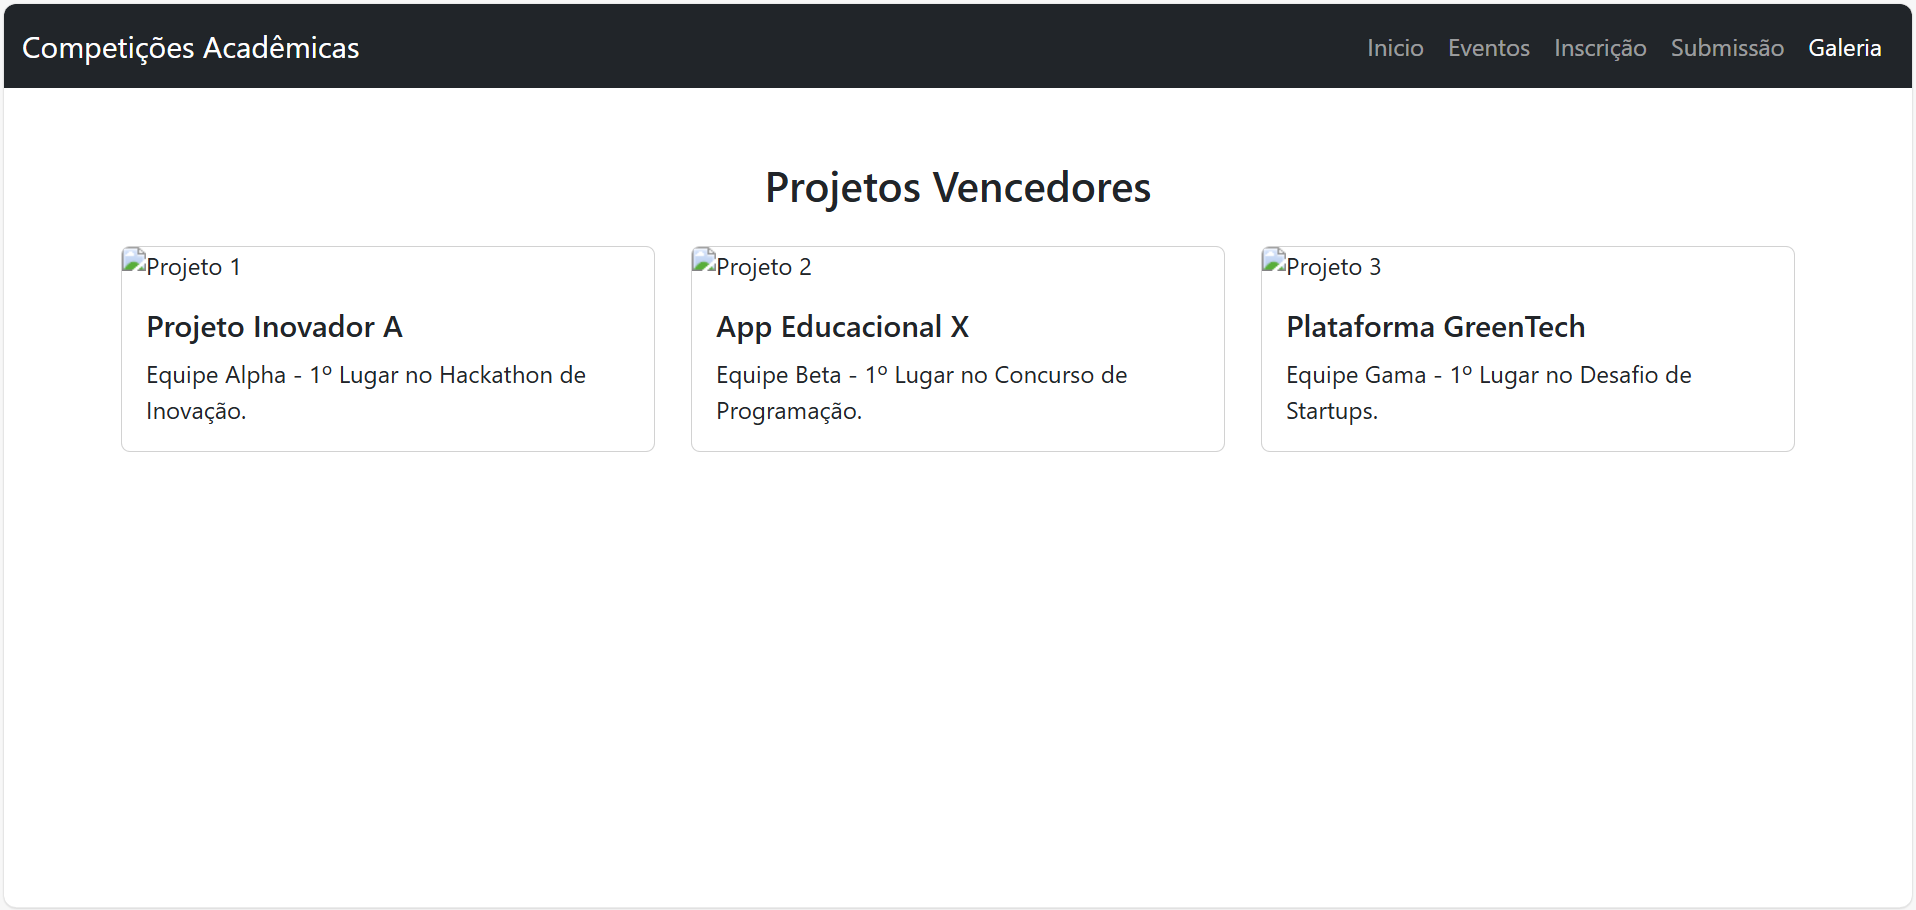 Competições Acadêmicas
Inicio Eventos Inscrição Submissão Galeria
Projetos Vencedores
Projeto 1
Projeto Inovador A
Equipe Alpha - 1º Lugar no Hackathon de
Inovação.
Projeto 2
App Educacional X
Equipe Beta - 1º Lugar no Concurso de
Programação.
Projeto 3
Plataforma GreenTech
Equipe Gama - 1º Lugar no Desafio de
Startups.